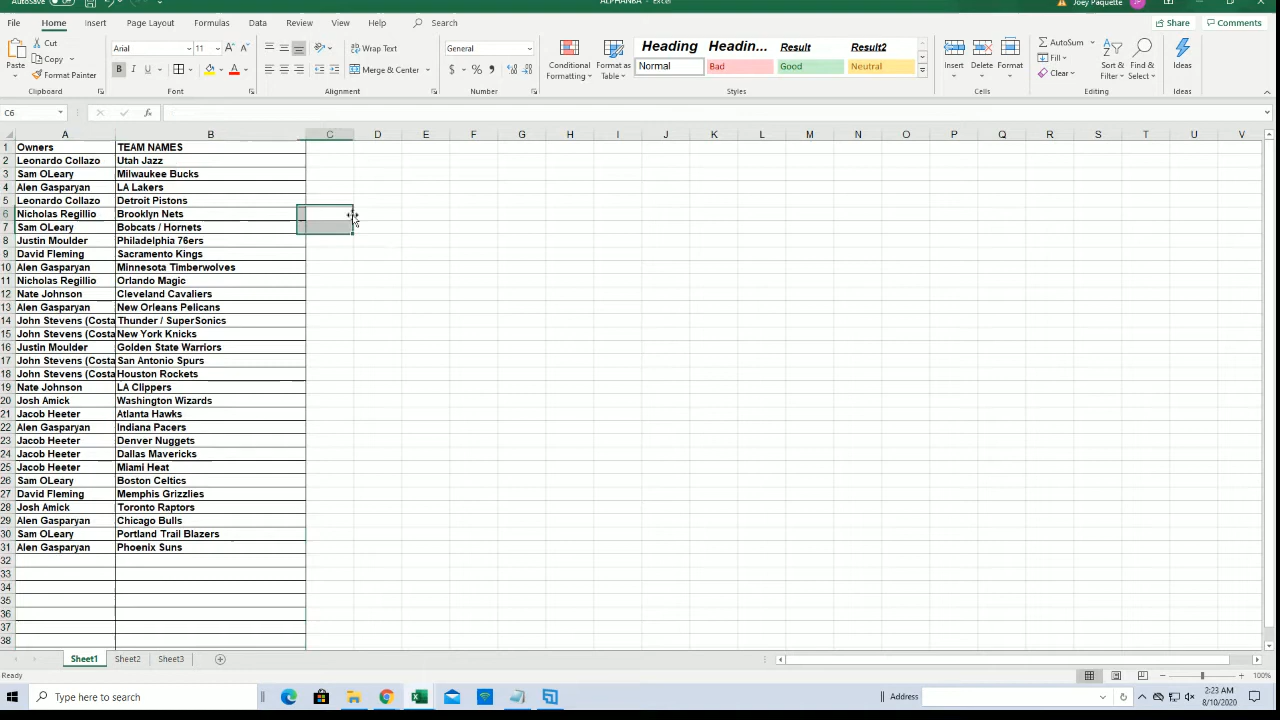 AutoSave
ALPHANBA - Excel
Joey Paquette
JP
File Home Insert Page Layout Formulas Data Review View Help Search
Share Comments
Paste Cut Copy Format Painter
Arial 11
B I U
Wrap Text
Merge & Center
General
$ % ,
Conditional Formatting
Format as Table
Heading Headin... Result Result2
Normal Bad Good Neutral
Insert Delete Format
AutoSum Fill Clear
Sort & Filter
Find & Select
Ideas
Clipboard Font Alignment Number Styles Cells Editing Ideas
C6 fx
A B C D E F G H I J K L M N O P Q R S T U V
1 Owners TEAM NAMES
2 Leonardo Collazo Utah Jazz
3 Sam OLeary Milwaukee Bucks
4 Alen Gasparyan LA Lakers
5 Leonardo Collazo Detroit Pistons
6 Nicholas Regillio Brooklyn Nets
7 Sam OLeary Bobcats / Hornets
8 Justin Moulder Philadelphia 76ers
9 David Fleming Sacramento Kings
10 Alen Gasparyan Minnesota Timberwolves
11 Nicholas Regillio Orlando Magic
12 Nate Johnson Cleveland Cavaliers
13 Alen Gasparyan New Orleans Pelicans
14 John Stevens (Costa Thunder / SuperSonics
15 John Stevens (Costa New York Knicks
16 Justin Moulder Golden State Warriors
17 John Stevens (Costa San Antonio Spurs
18 John Stevens (Costa Houston Rockets
19 Nate Johnson LA Clippers
20 Josh Amick Washington Wizards
21 Jacob Heeter Atlanta Hawks
22 Alen Gasparyan Indiana Pacers
23 Jacob Heeter Denver Nuggets
24 Jacob Heeter Dallas Mavericks
25 Jacob Heeter Miami Heat
26 Sam OLeary Boston Celtics
27 David Fleming Memphis Grizzlies
28 Josh Amick Toronto Raptors
29 Alen Gasparyan Chicago Bulls
30 Sam OLeary Portland Trail Blazers
31 Alen Gasparyan Phoenix Suns
32
33
34
35
36
37
38
Sheet1 Sheet2 Sheet3
Ready
100%
Type here to search
Address
2:23 AM
8/10/2020